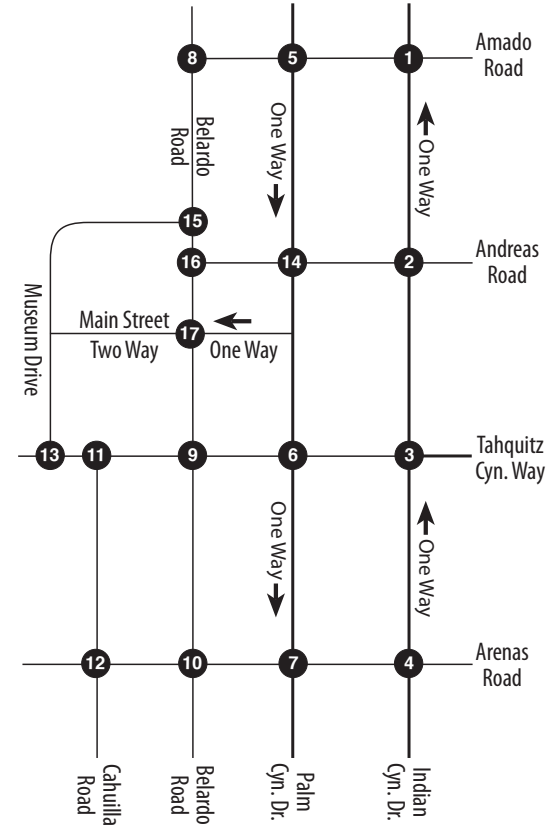 8
5
1
Amado
Road
One Way
One Way
Belardo
Road
15
16
14
2
Andreas
Road
Museum Drive
Main Street
17
Two Way
One Way
13
11
9
6
3
Tahquitz
Cyn. Way
One Way
One Way
12
10
7
4
Arenas
Road
Cahuilla
Road
Belardo
Road
Palm
Cyn. Dr.
Indian
Cyn. Dr.